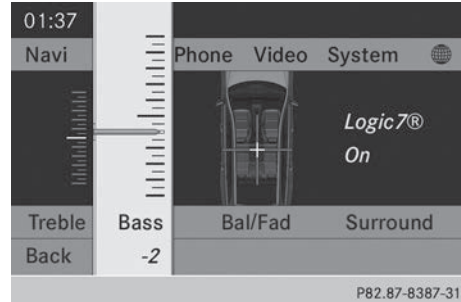 01:37
Navi Phone Video System
Logic7®
On
Treble Bass Bal/Fad Surround
Back -2
P82.87-8387-31